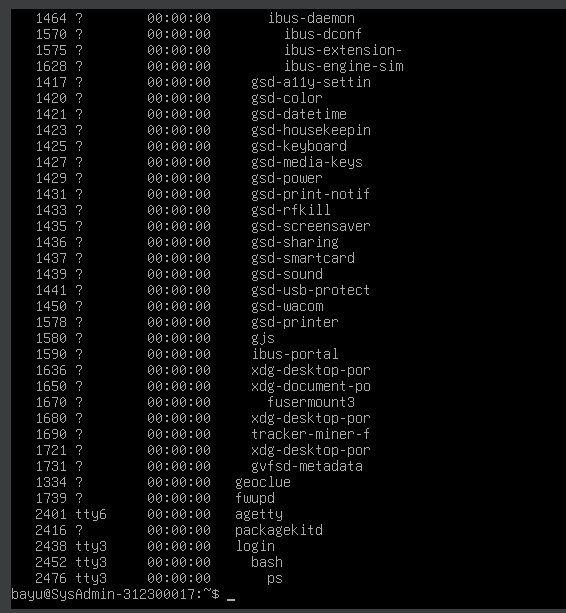 1464 ?        00:00:00       ibus-daemon
1570 ?        00:00:00         ibus-dconf
1575 ?        00:00:00         ibus-extension-
1628 ?        00:00:00         ibus-engine-sim
1417 ?        00:00:00     gsd-a11y-settin
1420 ?        00:00:00     gsd-color
1421 ?        00:00:00     gsd-datetime
1423 ?        00:00:00     gsd-housekeepin
1425 ?        00:00:00     gsd-keyboard
1427 ?        00:00:00     gsd-media-keys
1429 ?        00:00:00     gsd-power
1431 ?        00:00:00     gsd-print-notif
1433 ?        00:00:00     gsd-rfkill
1435 ?        00:00:00     gsd-screensaver
1436 ?        00:00:00     gsd-sharing
1437 ?        00:00:00     gsd-smartcard
1439 ?        00:00:00     gsd-sound
1441 ?        00:00:00     gsd-usb-protect
1450 ?        00:00:00     gsd-wacom
1578 ?        00:00:00     gsd-printer
1580 ?        00:00:00     gjs
1590 ?        00:00:00     ibus-portal
1636 ?        00:00:00     xdg-desktop-por
1650 ?        00:00:00     xdg-document-po
1670 ?        00:00:00       fusermount3
1680 ?        00:00:00     xdg-desktop-por
1690 ?        00:00:00     tracker-miner-f
1721 ?        00:00:00     xdg-desktop-por
1731 ?        00:00:00     gvfsd-metadata
1334 ?        00:00:00   geoclue
1739 ?        00:00:00   fwupd
2401 tty6     00:00:00   agetty
2416 ?        00:00:00   packagekitd
2438 tty3     00:00:00   login
2452 tty3     00:00:00     bash
2476 tty3     00:00:00       ps
bayu@SysAdmin-312300017:~$ _